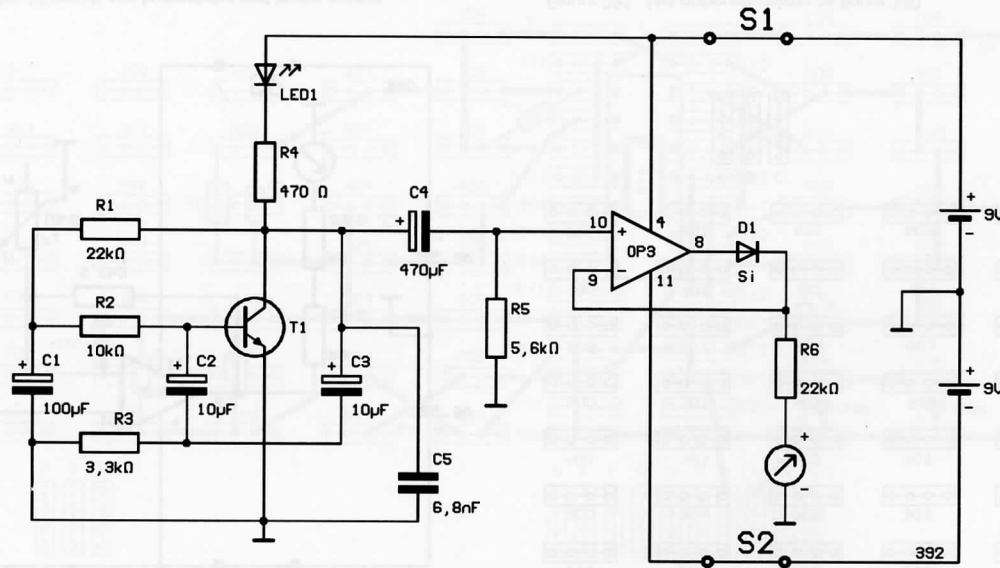 S1
LED1
R4
470 Ω
C4
+
470µF
R1
22kΩ
R2
10kΩ
T1
+
C1
100µF
+
C2
10µF
+
C3
10µF
R3
3,3kΩ
C5
6,8nF
R5
5,6kΩ
10
+
OP3
9
−
4
8
11
D1
Si
R6
22kΩ
+
−
+
9V
−
+
9V
−
S2
392